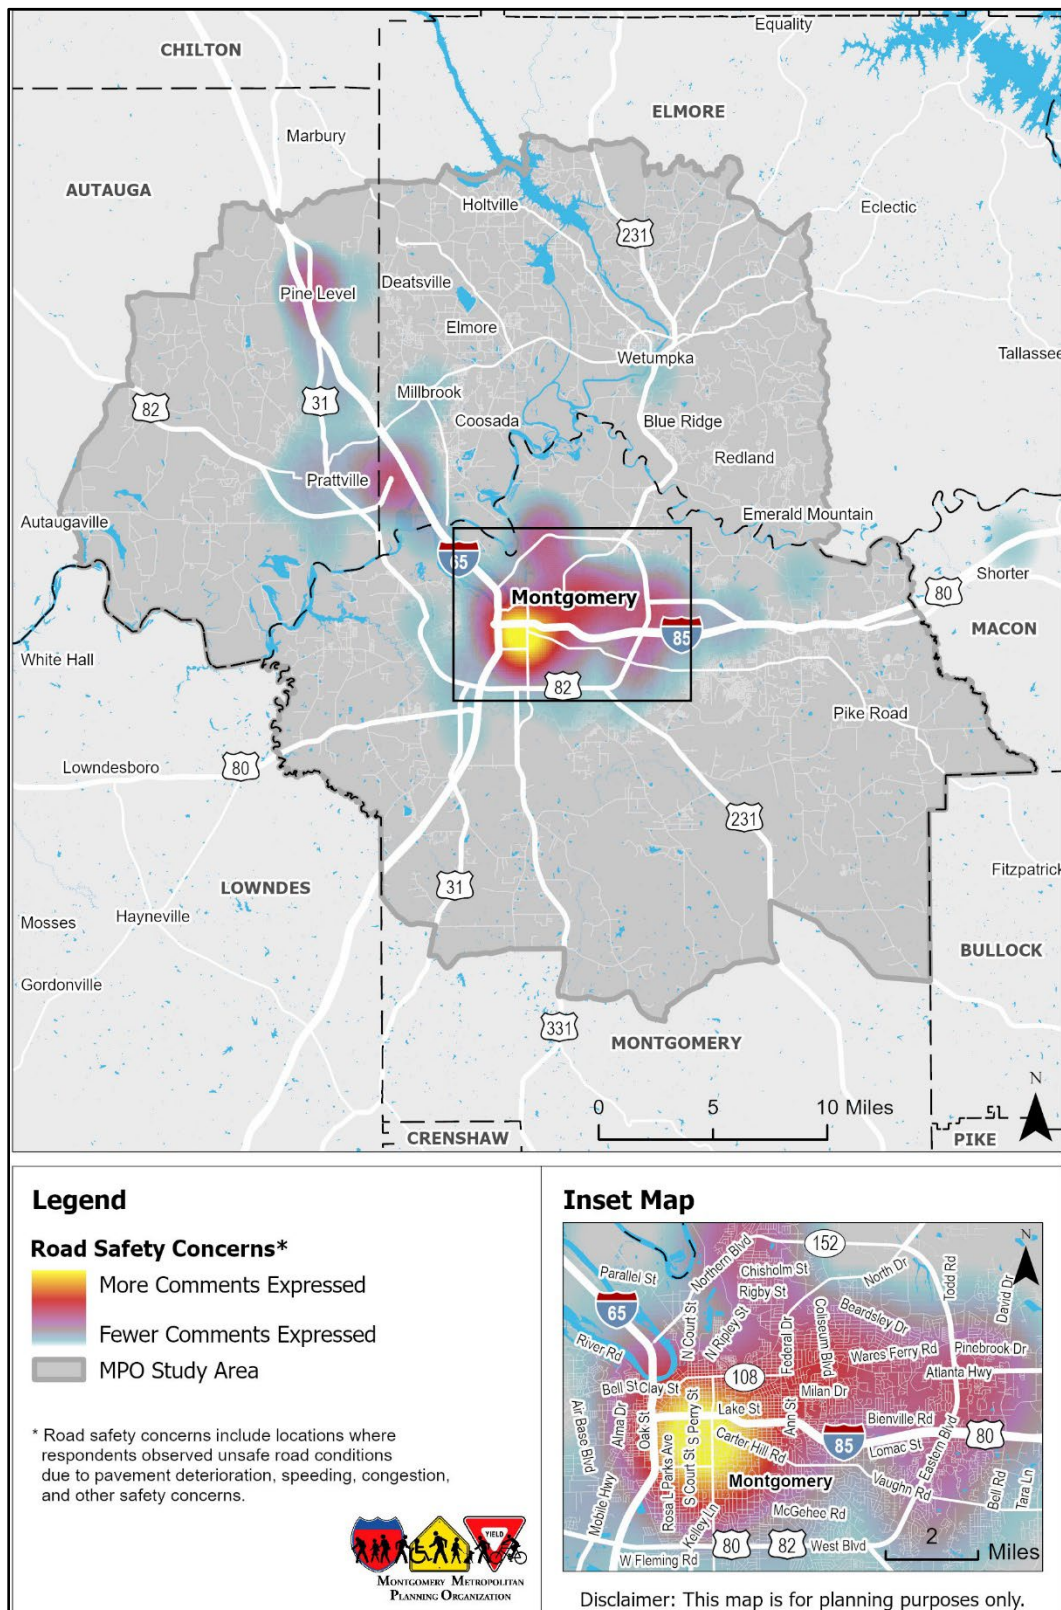 Equality
CHILTON
ELMORE
Marbury
AUTAUGA
Holtville
Eclectic
231
Pine Level
Deatsville
Elmore
Wetumpka
Tallassee
82
31
Millbrook
Coosada
Blue Ridge
Redland
Prattville
Autaugaville
Emerald Mountain
65
Shorter
80
Montgomery
85
MACON
White Hall
82
Pike Road
Lowndesboro
80
231
Fitzpatrick
LOWNDES
31
Mosses
Hayneville
BULLOCK
Gordonville
331
MONTGOMERY
0 5 10 Miles
N
CRENSHAW
PIKE
Legend
Road Safety Concerns*
More Comments Expressed
Fewer Comments Expressed
MPO Study Area
* Road safety concerns include locations where
respondents observed unsafe road conditions
due to pavement deterioration, speeding, congestion,
and other safety concerns.
YIELD
MONTGOMERY METROPOLITAN
PLANNING ORGANIZATION
Inset Map
N
152
Parallel St
Northern Blvd
Chisholm St
North Dr
Todd Rd
David Dr
Rigby St
65
N Court St
N Ripley St
Federal Dr
Coliseum Blvd
Beardsley Dr
River Rd
Wares Ferry Rd
Pinebrook Dr
Atlanta Hwy
Bell St
Clay St
108
Milan Dr
Air Base Blvd
Alma Dr
Oak St
S Perry St
Lake St
Ann St
Bienville Rd
80
85
Lomac St
Eastern Blvd
Rosa L Parks Ave
S Court St
Carter Hill Rd
Montgomery
Vaughn Rd
Bell Rd
Tara Ln
Mobile Hwy
Kelley Ln
McGehee Rd
80
82
West Blvd
W Fleming Rd
2
Miles
Disclaimer: This map is for planning purposes only.